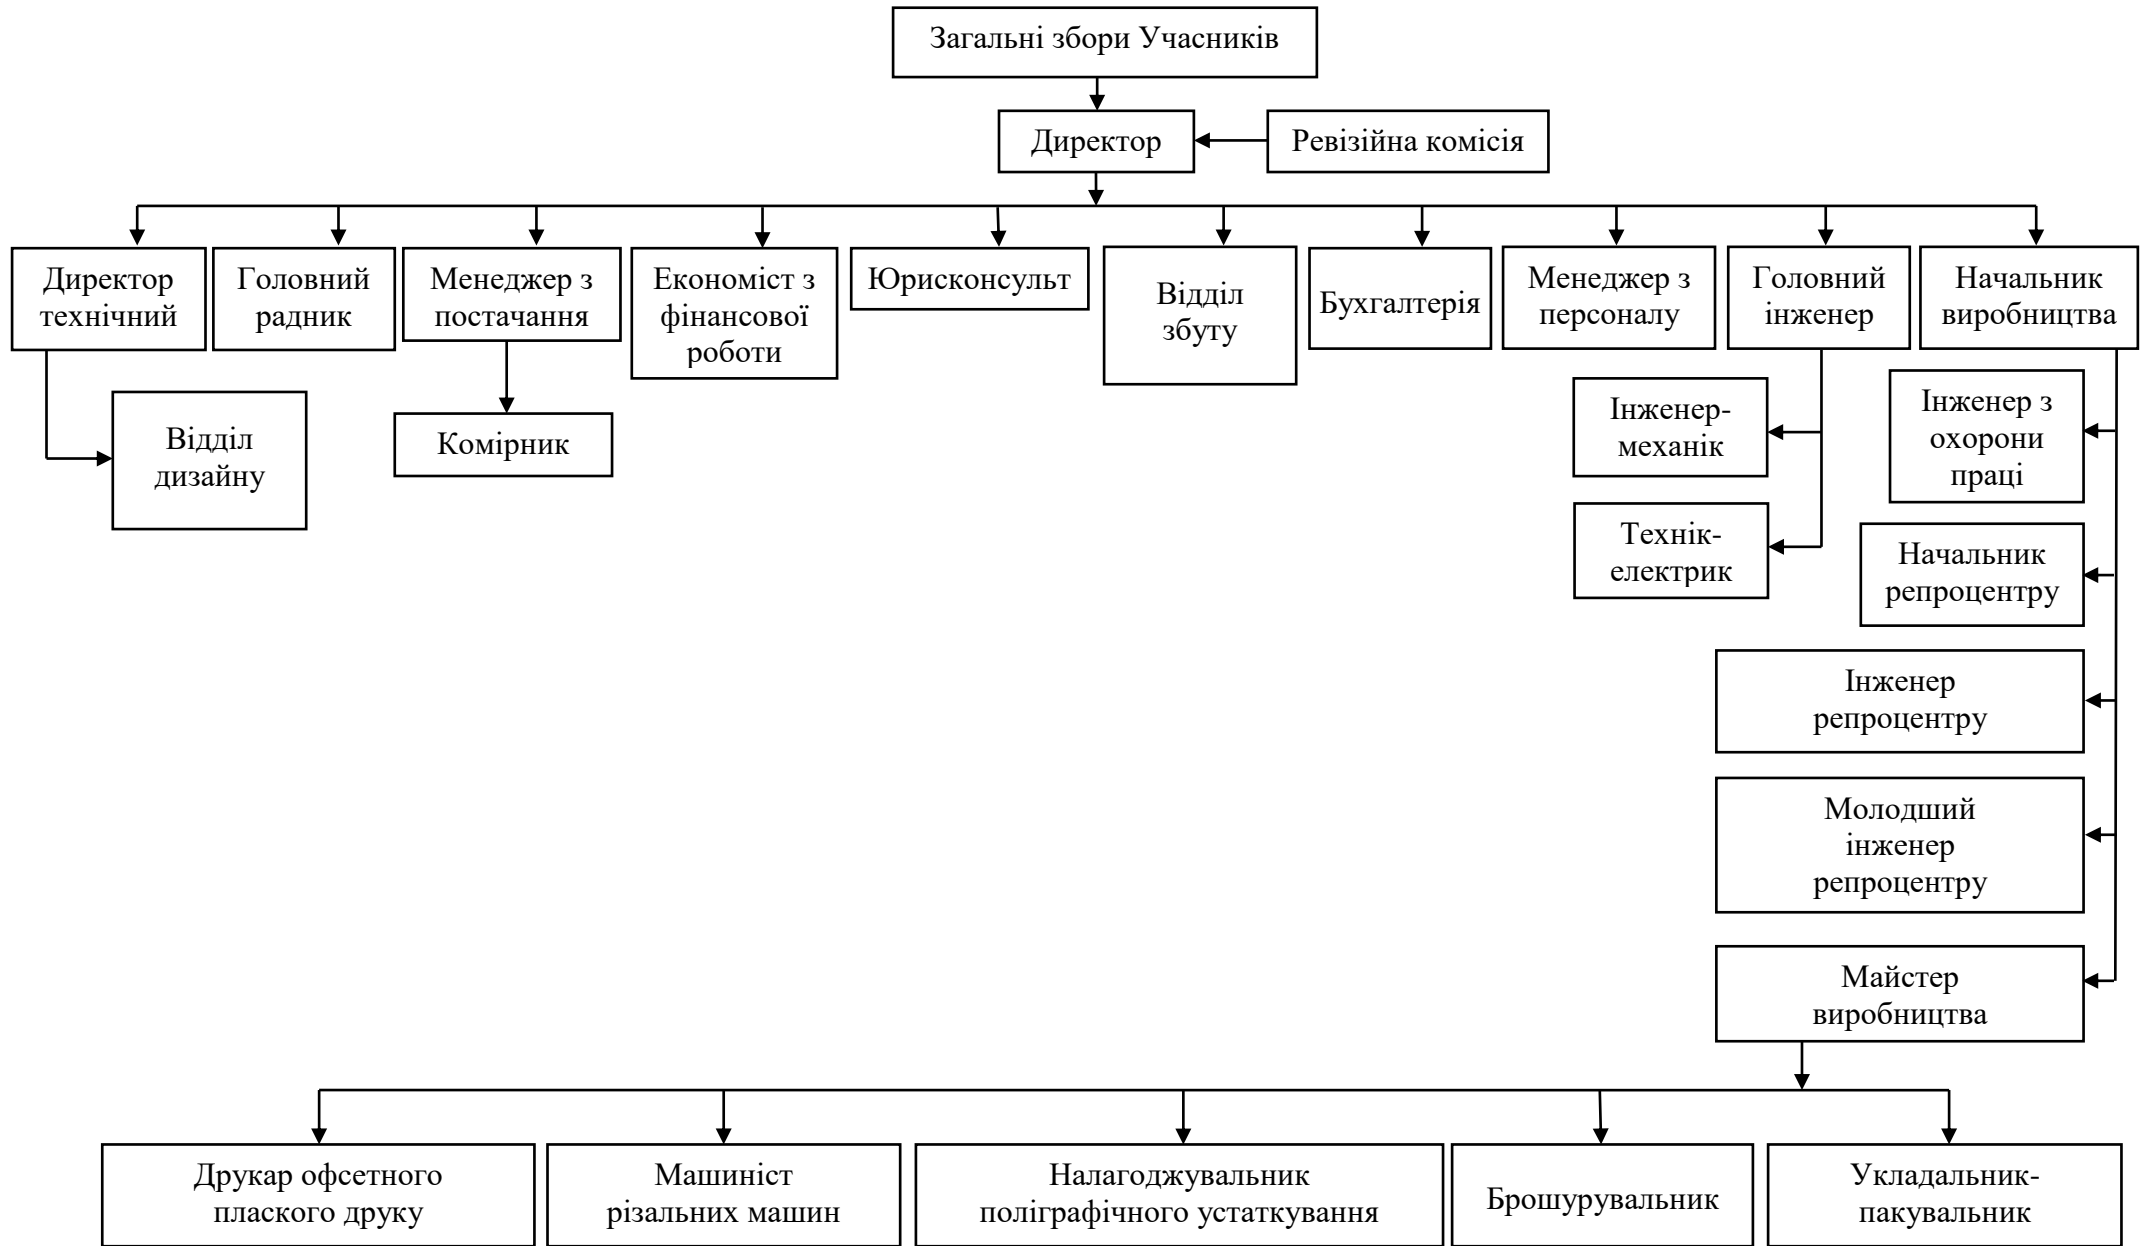 Загальні збори Учасників
Директор
Ревізійна комісія
Директор
технічний
Головний
радник
Менеджер з
постачання
Економіст з
фінансової
роботи
Юрисконсульт
Відділ
збуту
Бухгалтерія
Менеджер з
персоналу
Головний
інженер
Начальник
виробництва
Відділ
дизайну
Комірник
Інженер-
механік
Технік-
електрик
Інженер з
охорони
праці
Начальник
репроцентру
Інженер
репроцентру
Молодший
інженер
репроцентру
Майстер
виробництва
Друкар офсетного
плаского друку
Машиніст
різальних машин
Налагоджувальник
поліграфічного устаткування
Брошурувальник
Укладальник-
пакувальник